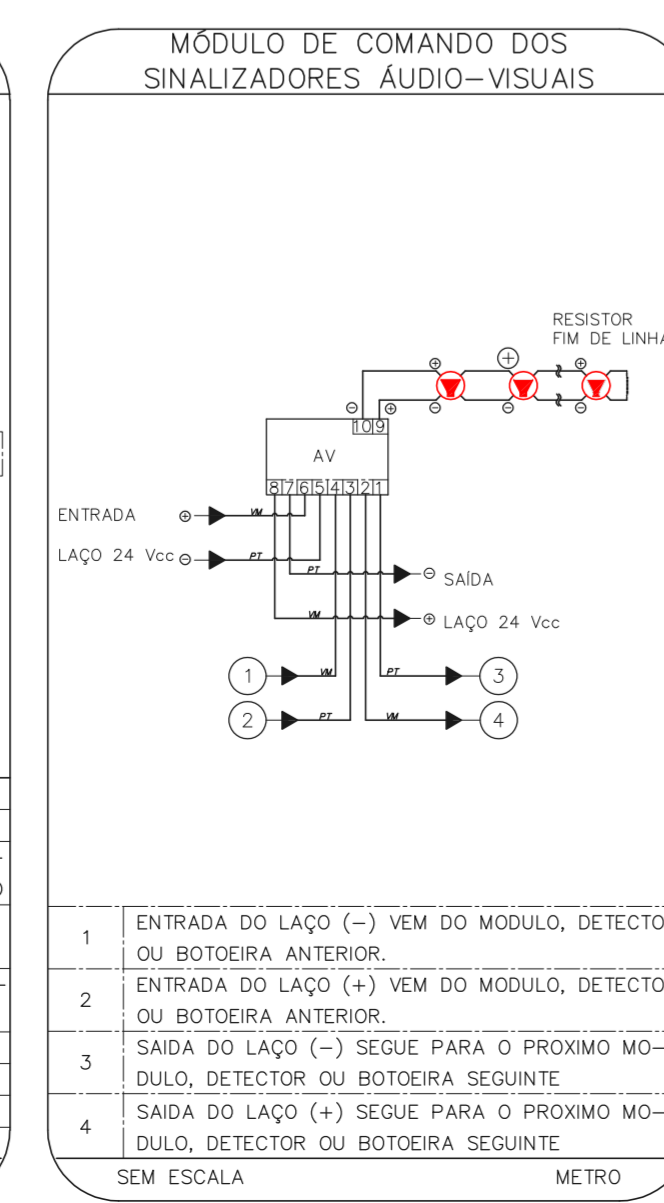 MÓDULO DE COMANDO DOS
SINALIZADORES ÁUDIO-VISUAIS
RESISTOR
FIM DE LINHA
+
+
+
-
+
-
-
-
10 9
AV
8 7 6 5 4 3 2 1
ENTRADA + VM
LAÇO 24 Vcc - PT
PT - SAÍDA
VM + LAÇO 24 Vcc
1 VM PT 3
2 PT VM 4
1 ENTRADA DO LAÇO (-) VEM DO MODULO, DETECTO
OU BOTOEIRA ANTERIOR.
2 ENTRADA DO LAÇO (+) VEM DO MODULO, DETECTO
OU BOTOEIRA ANTERIOR.
3 SAIDA DO LAÇO (-) SEGUE PARA O PROXIMO MO-
DULO, DETECTOR OU BOTOEIRA SEGUINTE
4 SAIDA DO LAÇO (+) SEGUE PARA O PROXIMO MO-
DULO, DETECTOR OU BOTOEIRA SEGUINTE
SEM ESCALA METRO